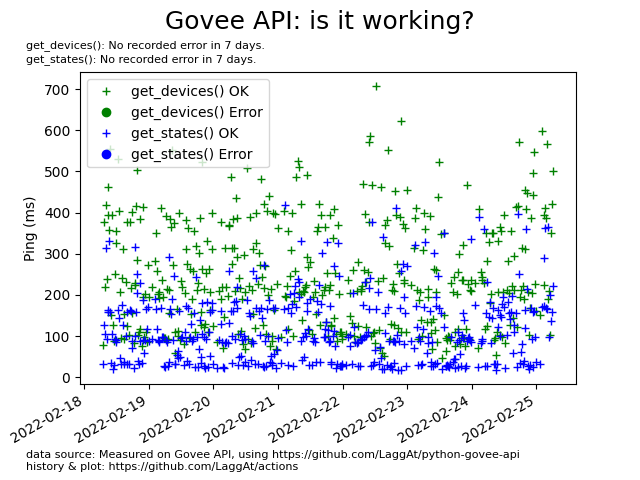 Govee API: is it working?
get_devices(): No recorded error in 7 days.
get_states(): No recorded error in 7 days.
get_devices() OK
get_devices() Error
get_states() OK
get_states() Error
Ping (ms)
700
600
500
400
300
200
100
0
2022-02-18
2022-02-19
2022-02-20
2022-02-21
2022-02-22
2022-02-23
2022-02-24
2022-02-25
data source: Measured on Govee API, using https://github.com/LaggAt/python-govee-api
history & plot: https://github.com/LaggAt/actions